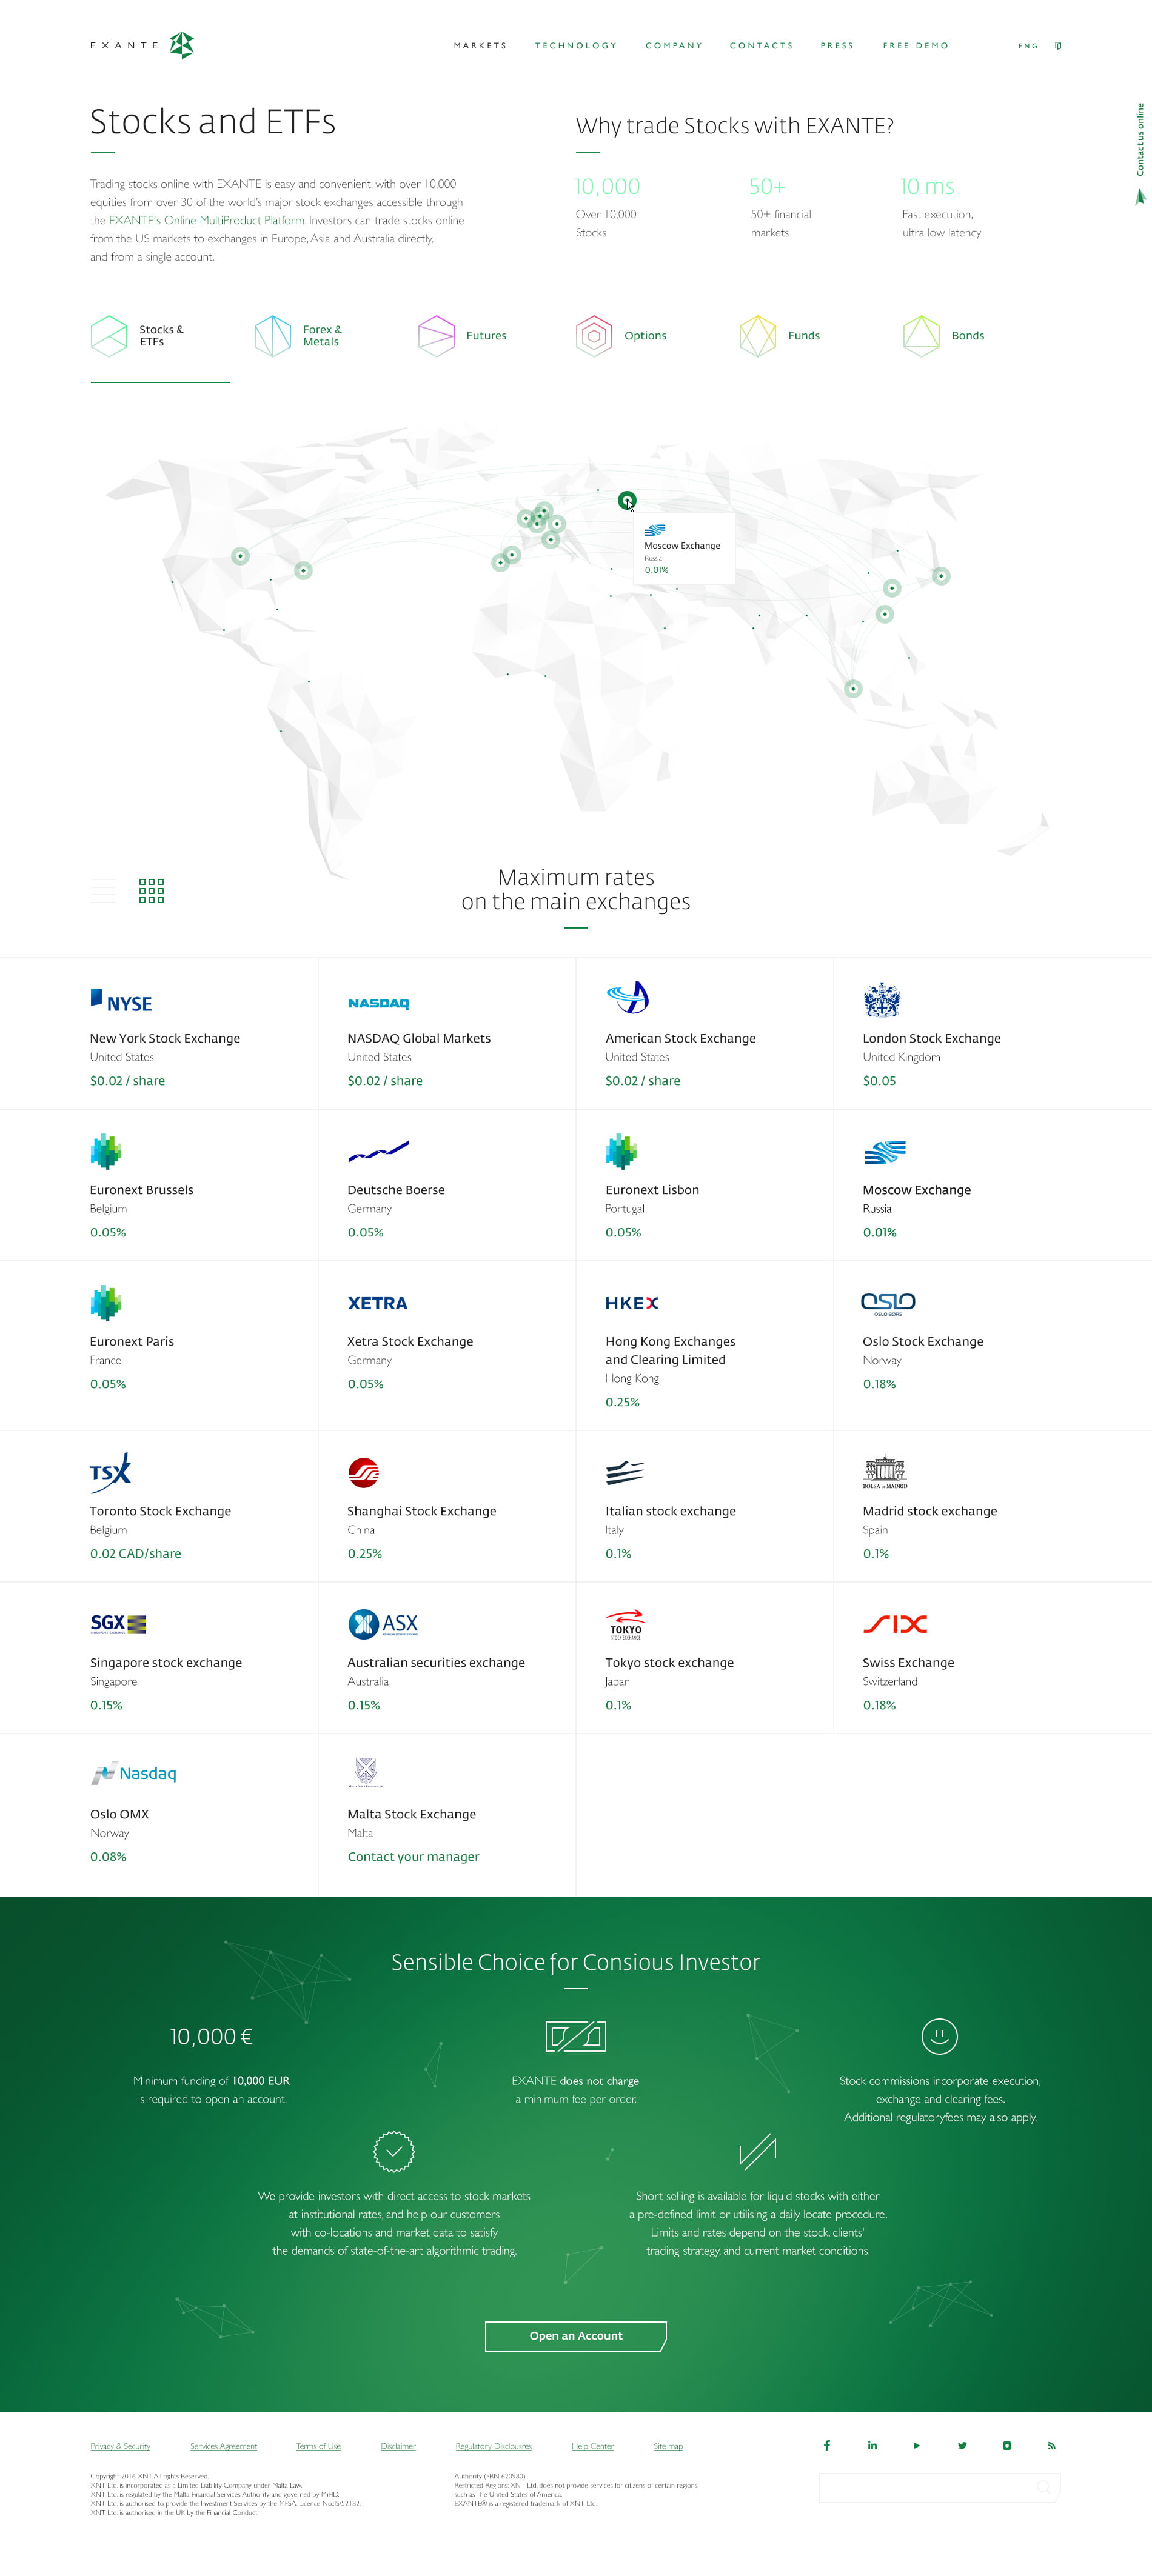 EXANTE
MARKETS
TECHNOLOGY
COMPANY
CONTACTS
PRESS
FREE DEMO
ENG
Contact us online
Stocks and ETFs
Trading stocks online with EXANTE is easy and convenient, with over 10,000
equities from over 30 of the world's major stock exchanges accessible through
the EXANTE's Online MultiProduct Platform. Investors can trade stocks online
from the US markets to exchanges in Europe, Asia and Australia directly,
and from a single account.
Why trade Stocks with EXANTE?
10,000
Over 10,000
Stocks
50+
50+ financial
markets
10 ms
Fast execution,
ultra low latency
Stocks &
ETFs
Forex &
Metals
Futures
Options
Funds
Bonds
Moscow Exchange
Russia
0.01%
Maximum rates
on the main exchanges
NYSE
New York Stock Exchange
United States
$0.02 / share
NASDAQ
NASDAQ Global Markets
United States
$0.02 / share
American Stock Exchange
United States
$0.02 / share
London Stock Exchange
United Kingdom
$0.05
Euronext Brussels
Belgium
0.05%
Deutsche Boerse
Germany
0.05%
Euronext Lisbon
Portugal
0.05%
Moscow Exchange
Russia
0.01%
Euronext Paris
France
0.05%
XETRA
Xetra Stock Exchange
Germany
0.05%
HKEX
Hong Kong Exchanges
and Clearing Limited
Hong Kong
0.25%
OSLO
OSLO BØRS
Oslo Stock Exchange
Norway
0.18%
TSX
Toronto Stock Exchange
Belgium
0.02 CAD/share
Shanghai Stock Exchange
China
0.25%
Italian stock exchange
Italy
0.1%
BOLSA DE MADRID
Madrid stock exchange
Spain
0.1%
SGX
SINGAPORE EXCHANGE
Singapore stock exchange
Singapore
0.15%
ASX
Australian securities exchange
Australia
0.15%
TOKYO
STOCK EXCHANGE
Tokyo stock exchange
Japan
0.1%
SIX
Swiss Exchange
Switzerland
0.18%
Nasdaq
Oslo OMX
Norway
0.08%
Malta Stock Exchange
Malta
Contact your manager
Sensible Choice for Consious Investor
10,000 €
Minimum funding of 10,000 EUR
is required to open an account.
EXANTE does not charge
a minimum fee per order.
Stock commissions incorporate execution,
exchange and clearing fees.
Additional regulatoryfees may also apply.
We provide investors with direct access to stock markets
at institutional rates, and help our customers
with co-locations and market data to satisfy
the demands of state-of-the-art algorithmic trading.
Short selling is available for liquid stocks with either
a pre-defined limit or utilising a daily locate procedure.
Limits and rates depend on the stock, clients'
trading strategy, and current market conditions.
Open an Account
Privacy & Security
Services Agreement
Terms of Use
Disclaimer
Regulatory Disclousres
Help Center
Site map
Copyright 2016 XNT. All rights Reserved.
XNT Ltd. is incorporated as a Limited Liability Company under Malta Law.
XNT Ltd. is regulated by the Malta Financial Services Authority and governed by MiFID.
XNT Ltd. is authorised to provide the Investment Services by the MFSA. Licence No:IS/52182.
XNT Ltd. is authorised in the UK by the Financial Conduct
Authority (FRN 620980)
Restricted Regions: XNT Ltd. does not provide services for citizens of certain regions,
such as The United States of America.
EXANTE® is a registered trademark of XNT Ltd.